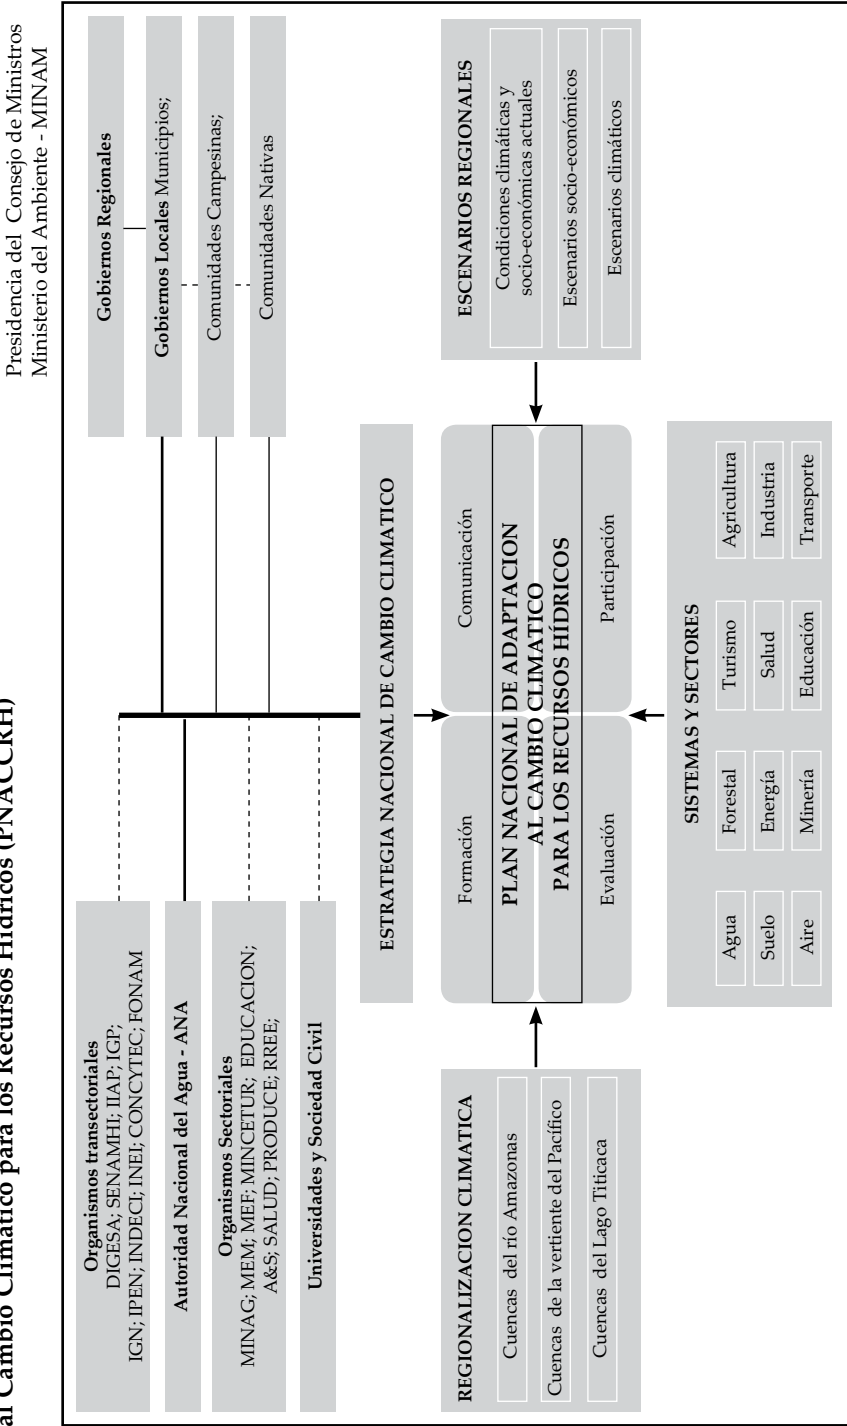 al Cambio Climático para los Recursos Hídricos (PNACCRH)
Presidencia del Consejo de Ministros
Ministerio del Ambiente - MINAM
Organismos transectoriales
DIGESA; SENAMHI; IIAP; IGP;
IGN; IPEN; INDECI; INEI; CONCYTEC; FONAM
Autoridad Nacional del Agua - ANA
Organismos Sectoriales
MINAG; MEM; MEF; MINCETUR; EDUCACION;
A&S; SALUD; PRODUCE; RREE;
Universidades y Sociedad Civil
Gobiernos Regionales
Gobiernos Locales Municipios;
Comunidades Campesinas;
Comunidades Nativas
ESTRATEGIA NACIONAL DE CAMBIO CLIMATICO
REGIONALIZACION CLIMATICA
Cuencas del río Amazonas
Cuencas de la vertiente del Pacífico
Cuencas del Lago Titicaca
Formación
Comunicación
PLAN NACIONAL DE ADAPTACION
AL CAMBIO CLIMATICO
PARA LOS RECURSOS HÍDRICOS
Evaluación
Participación
ESCENARIOS REGIONALES
Condiciones climáticas y
socio-económicas actuales
Escenarios socio-económicos
Escenarios climáticos
SISTEMAS Y SECTORES
Agua
Forestal
Turismo
Agricultura
Suelo
Energía
Salud
Industria
Aire
Minería
Educación
Transporte